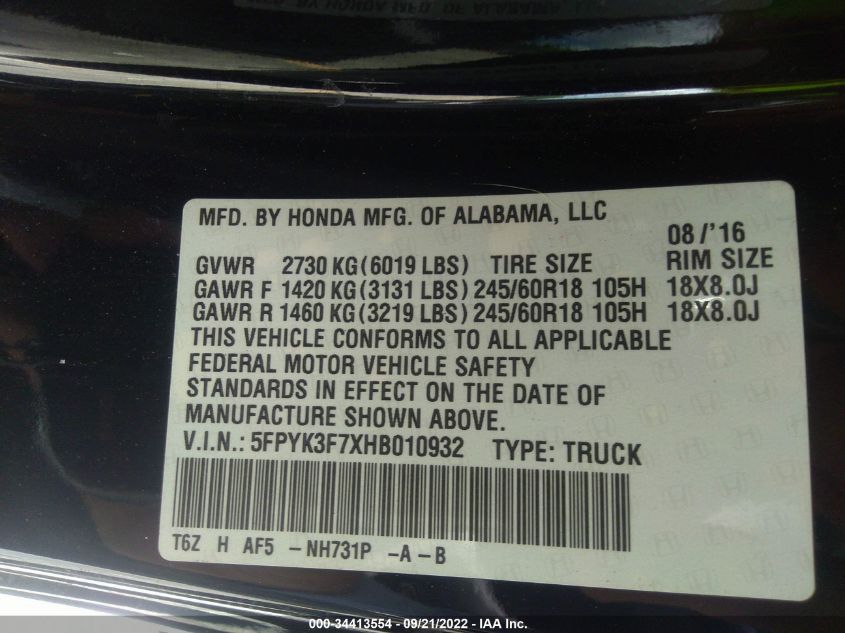 MFD. BY HONDA MFG. OF ALABAMA, LLC
08/'16
GVWR 2730 KG (6019 LBS) TIRE SIZE RIM SIZE
GAWR F 1420 KG (3131 LBS) 245/60R18 105H 18X8.0J
GAWR R 1460 KG (3219 LBS) 245/60R18 105H 18X8.0J
THIS VEHICLE CONFORMS TO ALL APPLICABLE
FEDERAL MOTOR VEHICLE SAFETY
STANDARDS IN EFFECT ON THE DATE OF
MANUFACTURE SHOWN ABOVE.
V.I.N.: 5FPYK3F7XHB010932 TYPE: TRUCK
T6Z H AF5 - NH731P -A - B
000-34413554 - 09/21/2022 - IAA Inc.